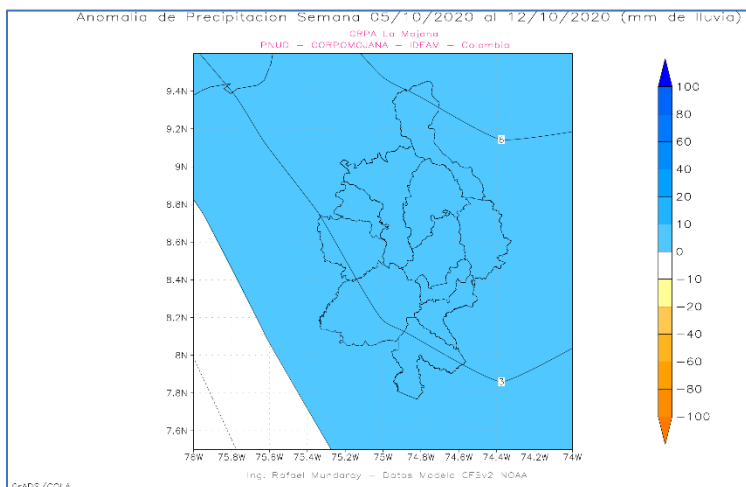 Anomalia de Precipitacion Semana 05/10/2020 al 12/10/2020 (mm de lluvia)
CRPA La Mojana
PNUD – CORPOMOJANA – IDEAM – Colombia
9.4N
9.2N
9N
8.8N
8.6N
8.4N
8.2N
8N
7.8N
7.6N
76W 75.8W 75.6W 75.4W 75.2W 75W 74.8W 74.6W 74.4W 74.2W 74W
6
3
100
80
60
40
20
10
0
−10
−20
−40
−60
−80
−100
Ing. Rafael Mundaray – Datos Modelo CFSv2 NOAA
GrADS/COLA